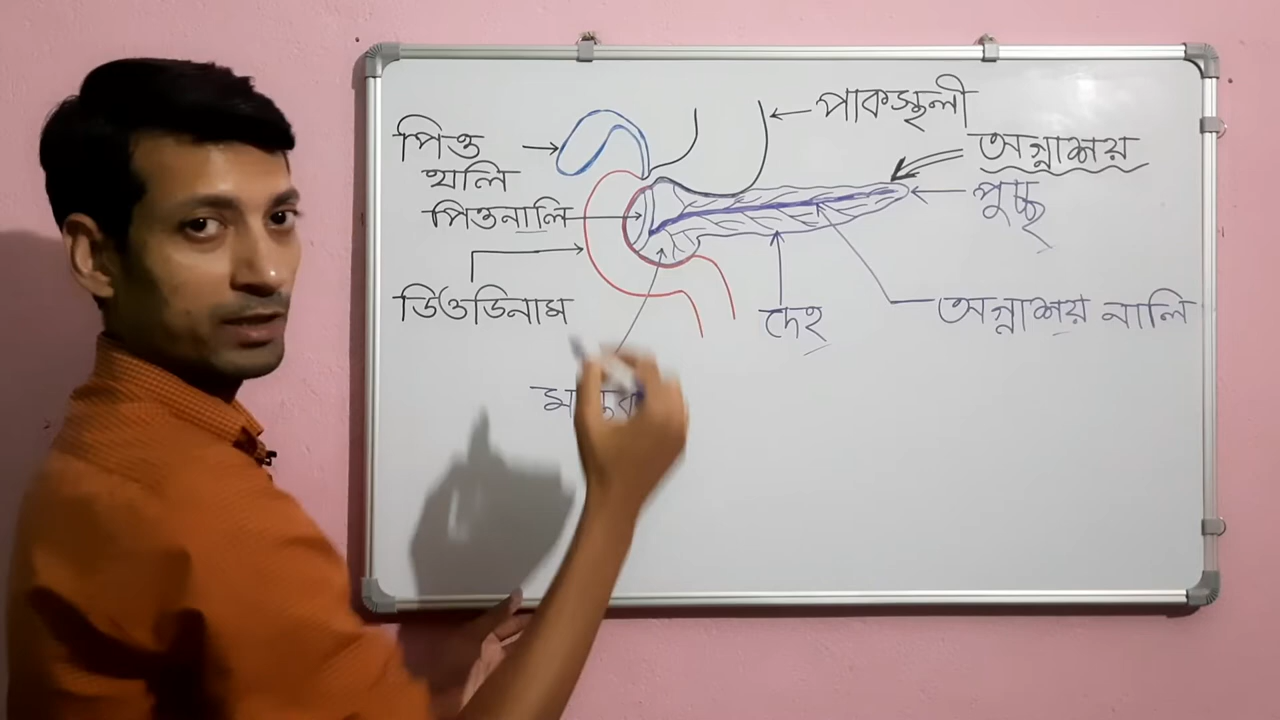 পাকস্থলী
পিত্ত
থলি
অগ্নাশয়
পুচ্ছ
পিত্তনালি
ডিওডিনাম
দেহ
অগ্নাশয় নালি